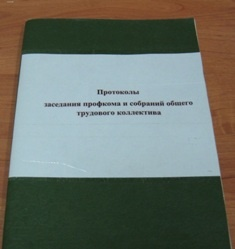 Протоколы
заседания профкома и собраний общего
трудового коллектива